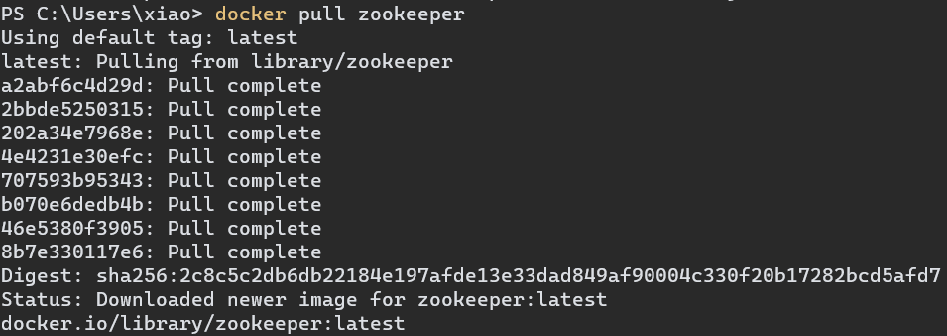 PS C:\Users\xiao> docker pull zookeeper
Using default tag: latest
latest: Pulling from library/zookeeper
a2abf6c4d29d: Pull complete
2bbde5250315: Pull complete
202a34e7968e: Pull complete
4e4231e30efc: Pull complete
707593b95343: Pull complete
b070e6dedb4b: Pull complete
46e5380f3905: Pull complete
8b7e330117e6: Pull complete
Digest: sha256:2c8c5c2db6db22184e197afde13e33dad849af90004c330f20b17282bcd5afd7
Status: Downloaded newer image for zookeeper:latest
docker.io/library/zookeeper:latest